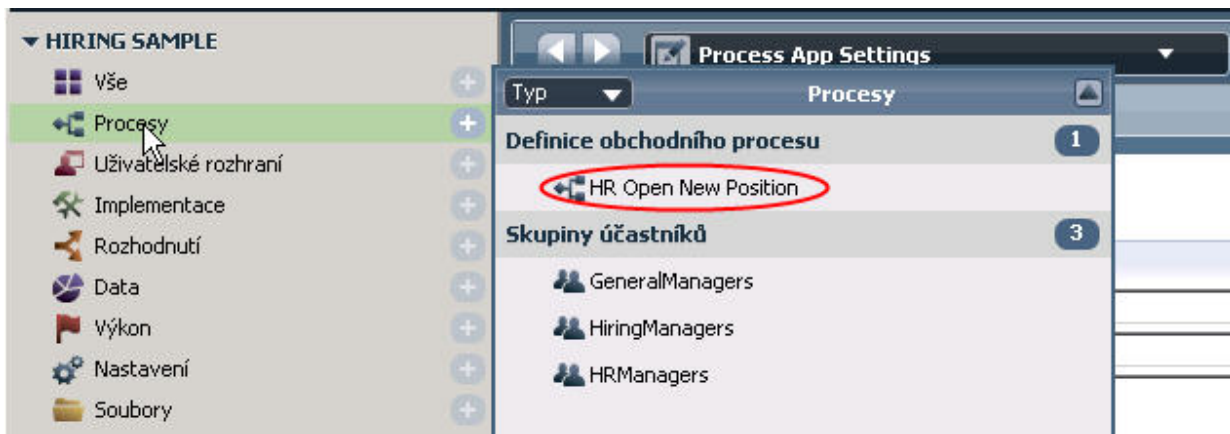 HIRING SAMPLE
Vše
Procesy
Uživatelské rozhraní
Implementace
Rozhodnutí
Data
Výkon
Nastavení
Soubory
Process App Settings
Typ
Procesy
Definice obchodního procesu
1
HR Open New Position
Skupiny účastníků
3
GeneralManagers
HiringManagers
HRManagers